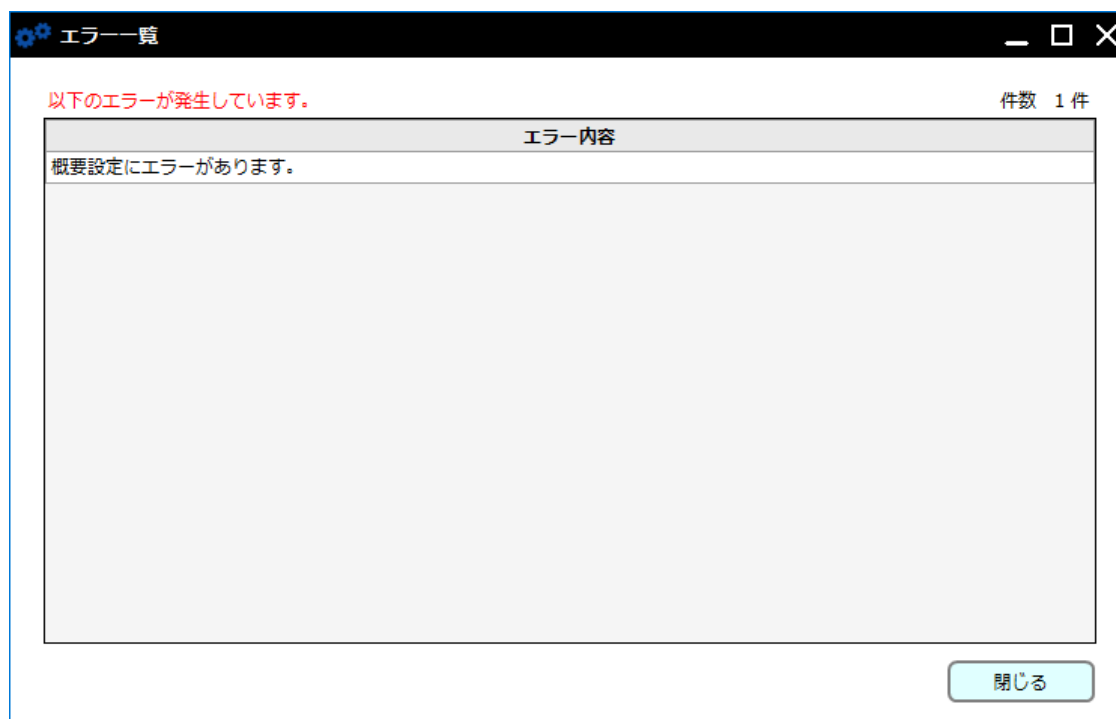 エラー一覧
以下のエラーが発生しています。 件数 1 件
エラー内容
概要設定にエラーがあります。
閉じる